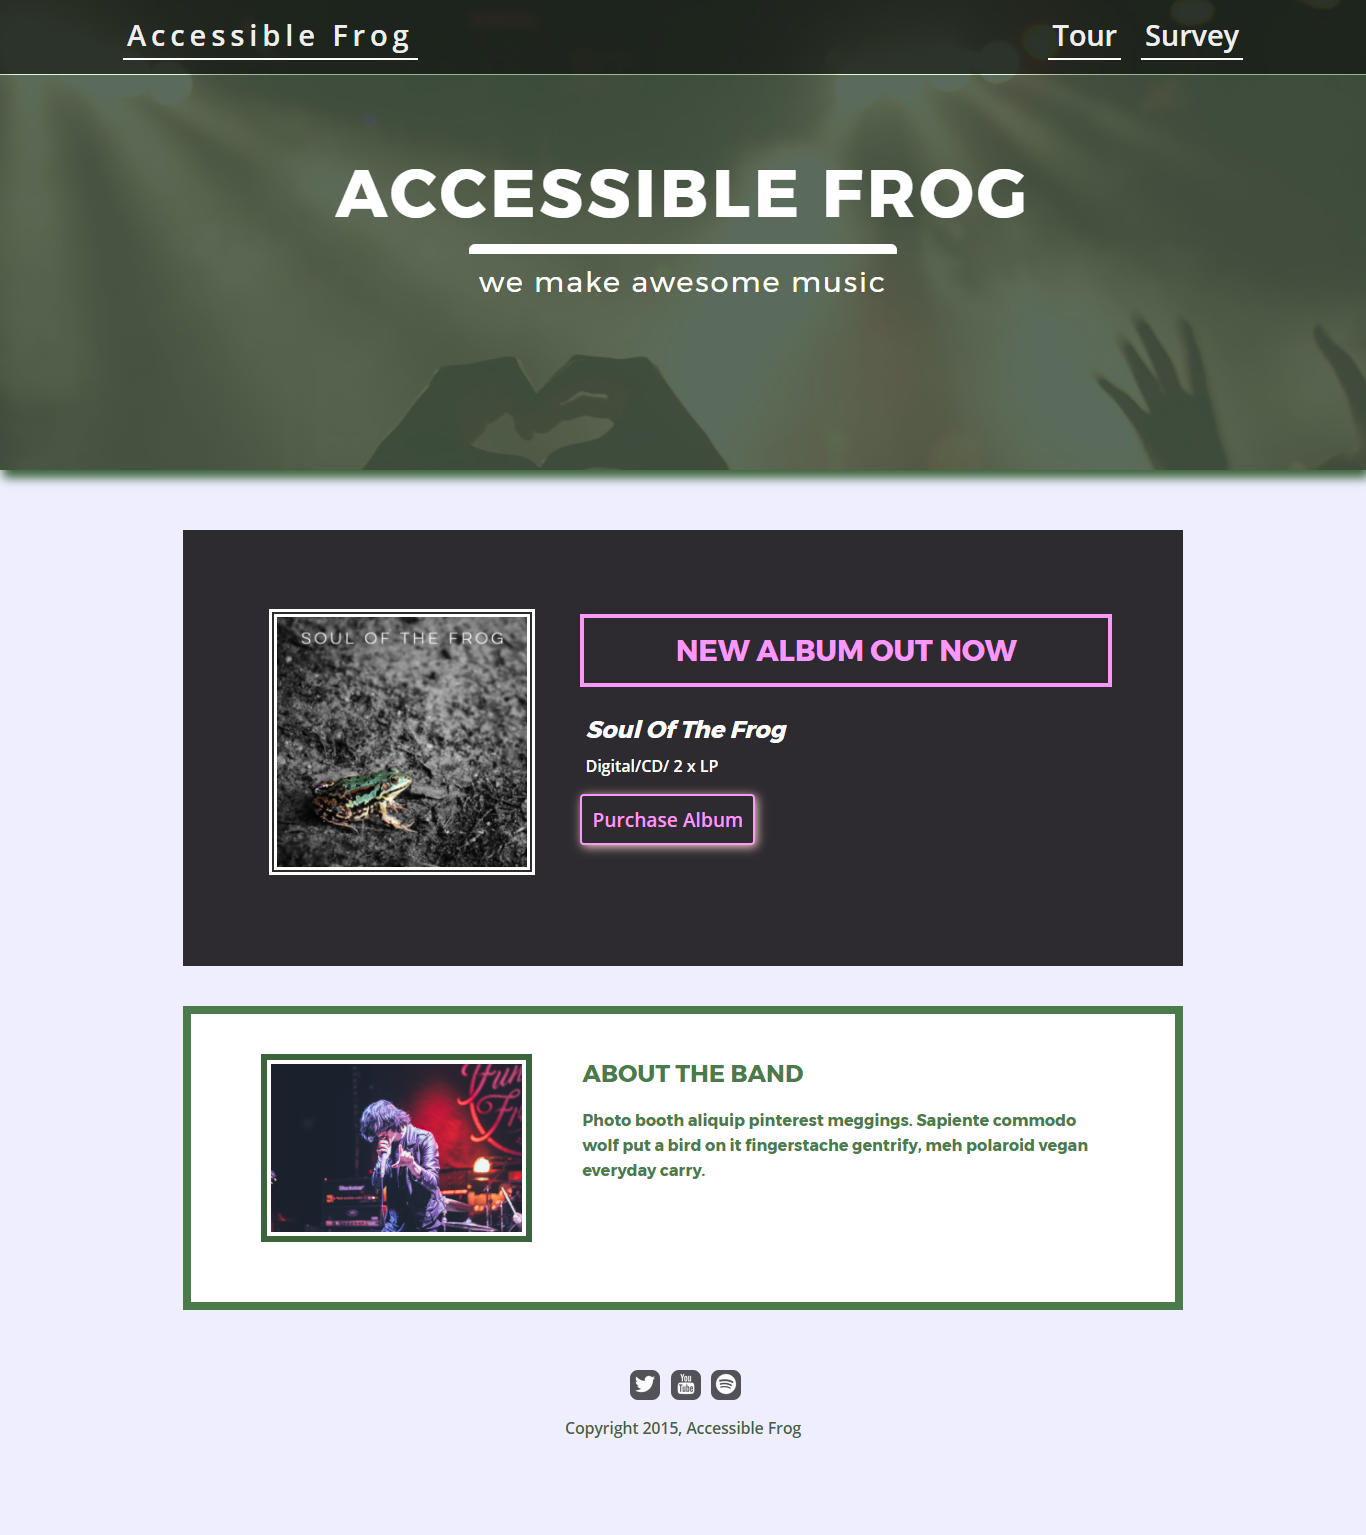 Accessible Frog Tour Survey
ACCESSIBLE FROG
we make awesome music
SOUL OF THE FROG
NEW ALBUM OUT NOW
Soul Of The Frog
Digital/CD/ 2 x LP
Purchase Album
ABOUT THE BAND
Photo booth aliquip pinterest meggings. Sapiente commodo
wolf put a bird on it fingerstache gentrify, meh polaroid vegan
everyday carry.
You
Tube
Copyright 2015, Accessible Frog